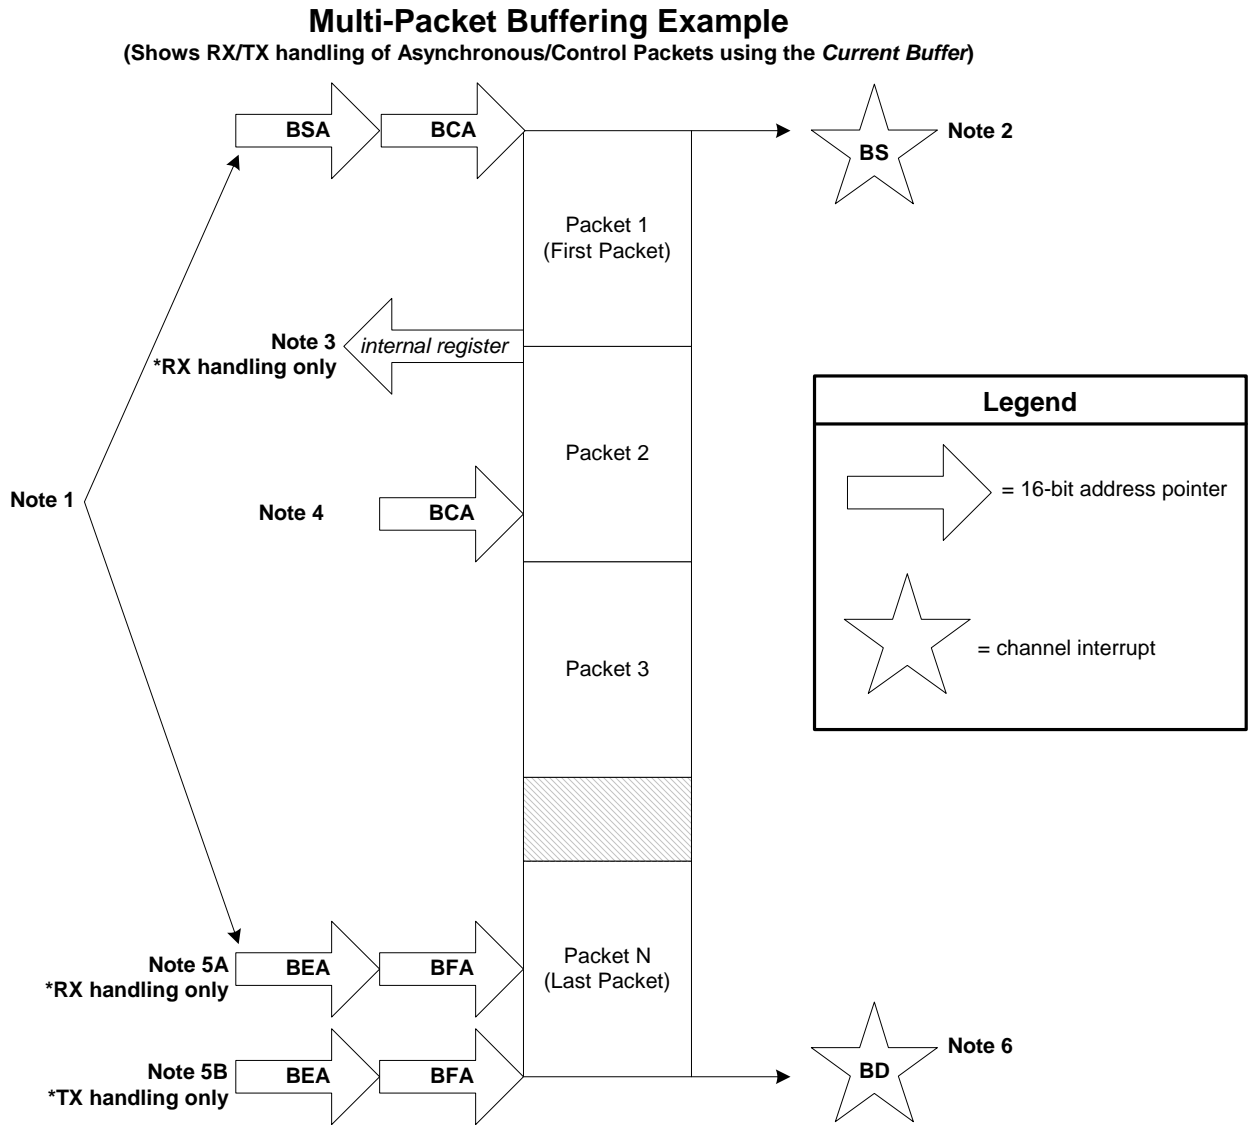 Multi-Packet Buffering Example
(Shows RX/TX handling of Asynchronous/Control Packets using the Current Buffer)
BSA
BCA
BS
Note 2
Packet 1
(First Packet)
Note 3
*RX handling only
internal register
Legend
= 16-bit address pointer
= channel interrupt
Packet 2
Note 1
Note 4
BCA
Packet 3
Note 5A
*RX handling only
BEA
BFA
Packet N
(Last Packet)
Note 5B
*TX handling only
BEA
BFA
BD
Note 6